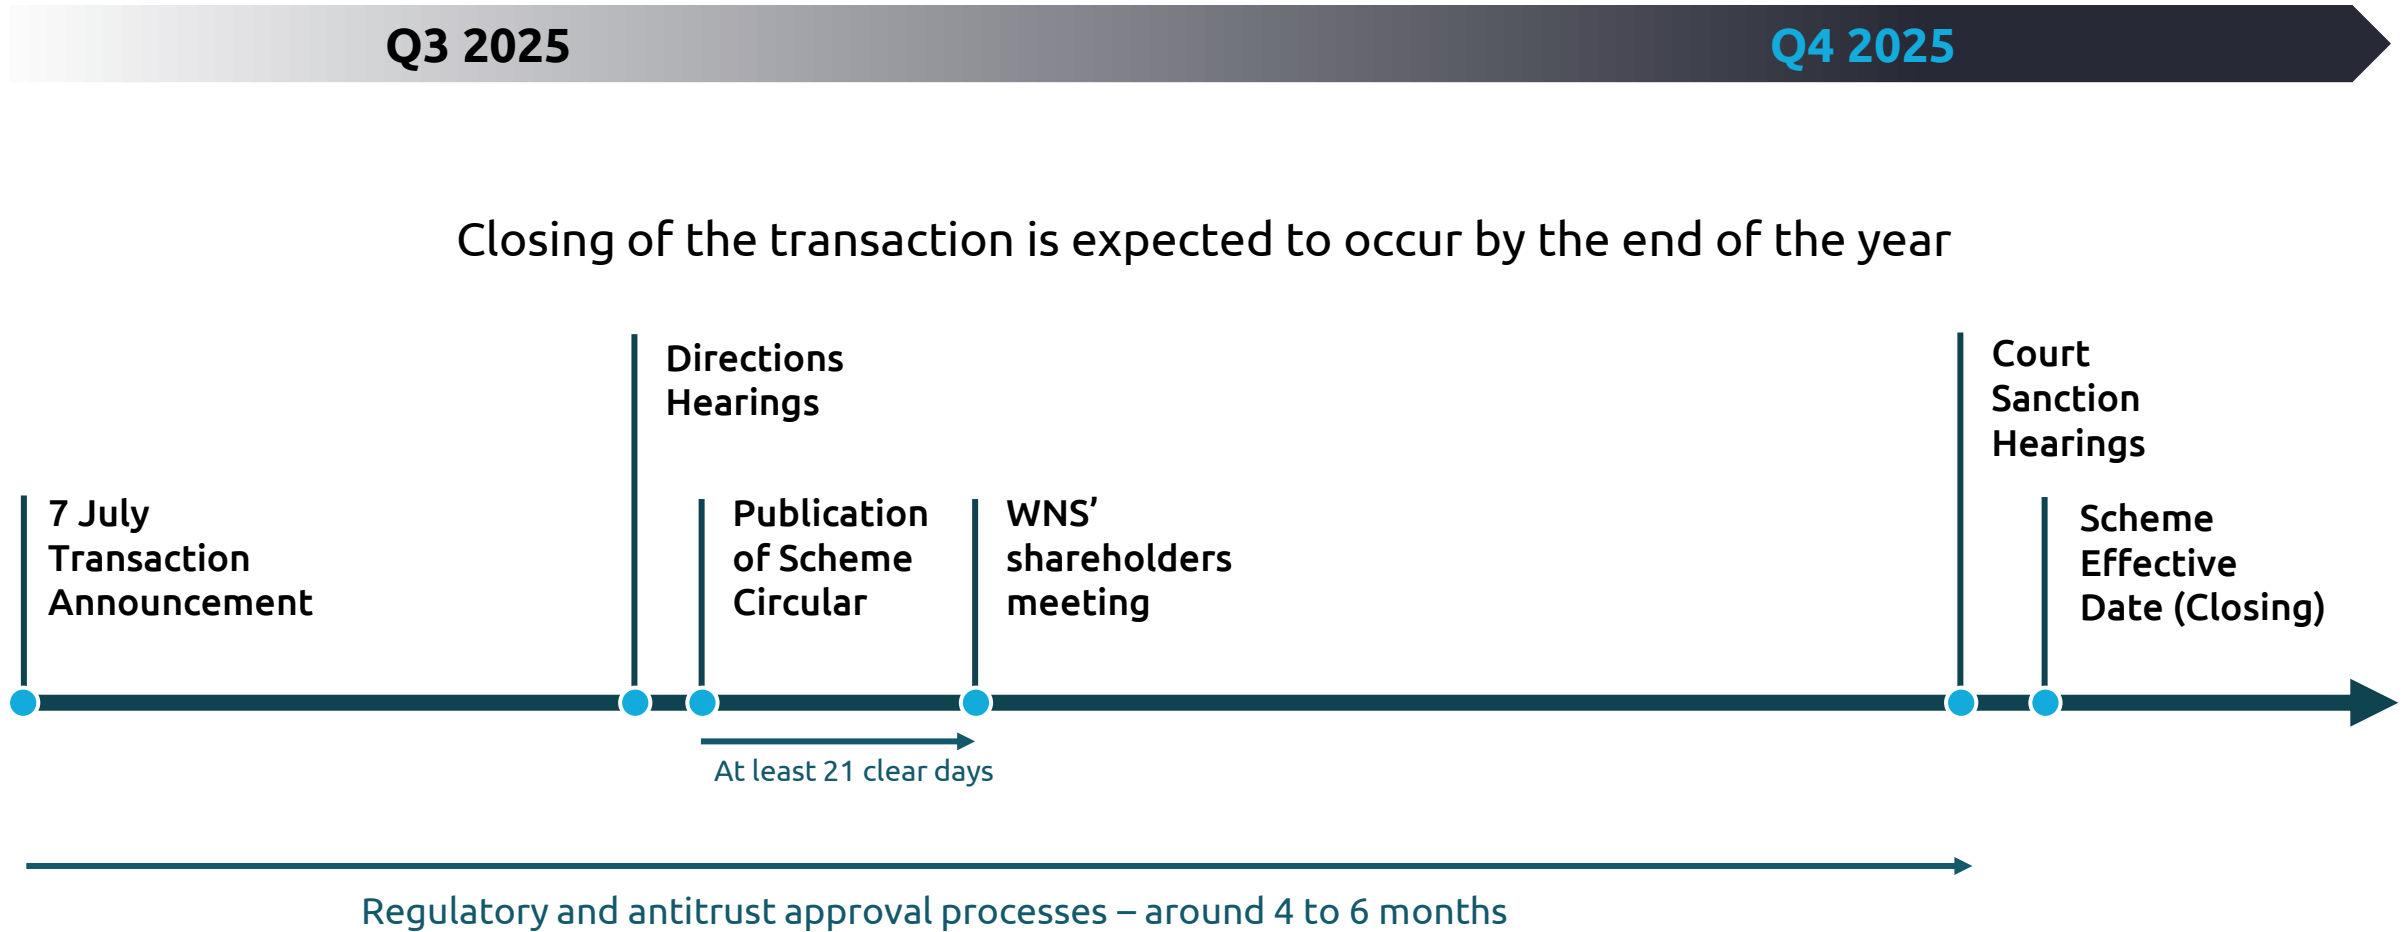 Q3 2025
Q4 2025
Closing of the transaction is expected to occur by the end of the year
7 July
Transaction
Announcement
Directions
Hearings
Publication
of Scheme
Circular
WNS’
shareholders
meeting
Court
Sanction
Hearings
Scheme
Effective
Date (Closing)
At least 21 clear days
Regulatory and antitrust approval processes – around 4 to 6 months